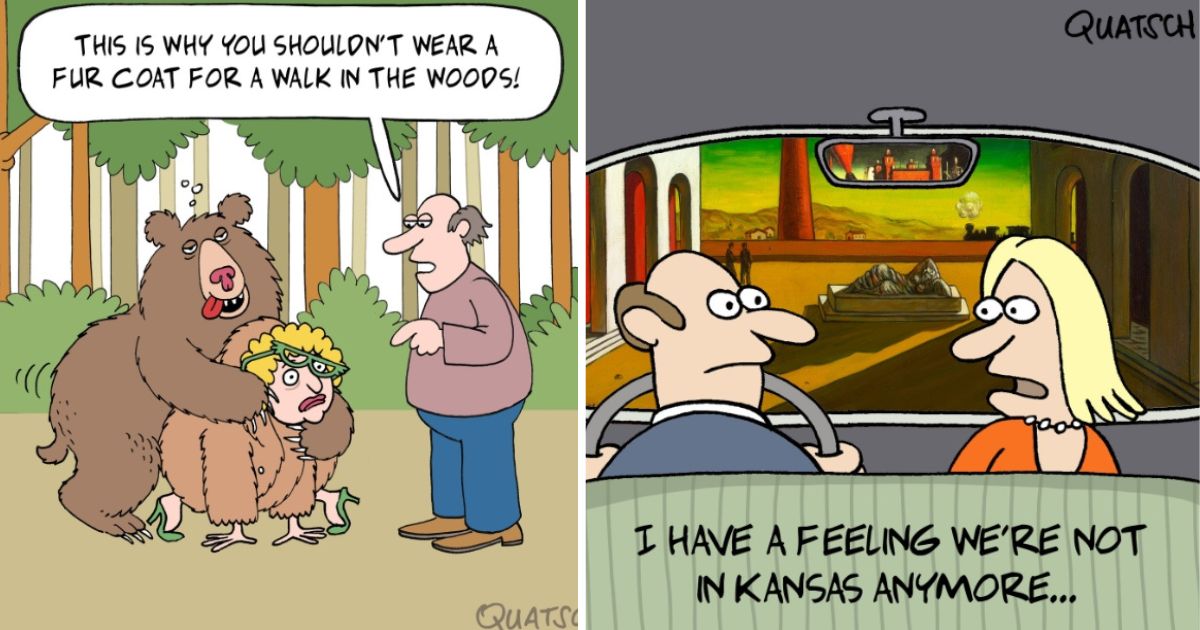 THIS IS WHY YOU SHOULDN'T WEAR A
FUR COAT FOR A WALK IN THE WOODS!
QUATSCH
I HAVE A FEELING WE'RE NOT
IN KANSAS ANYMORE...
QUATSC